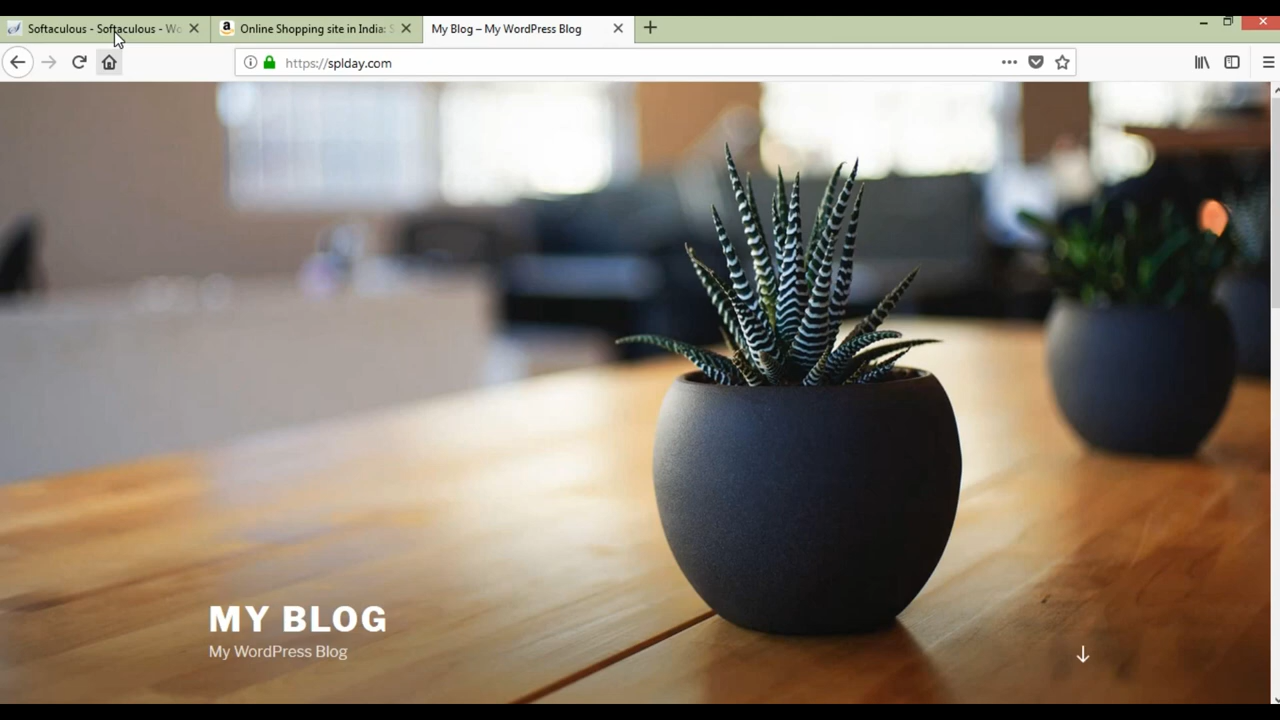 Softaculous - Softaculous - Wo
Online Shopping site in India: S
My Blog – My WordPress Blog
https://splday.com
MY BLOG
My WordPress Blog